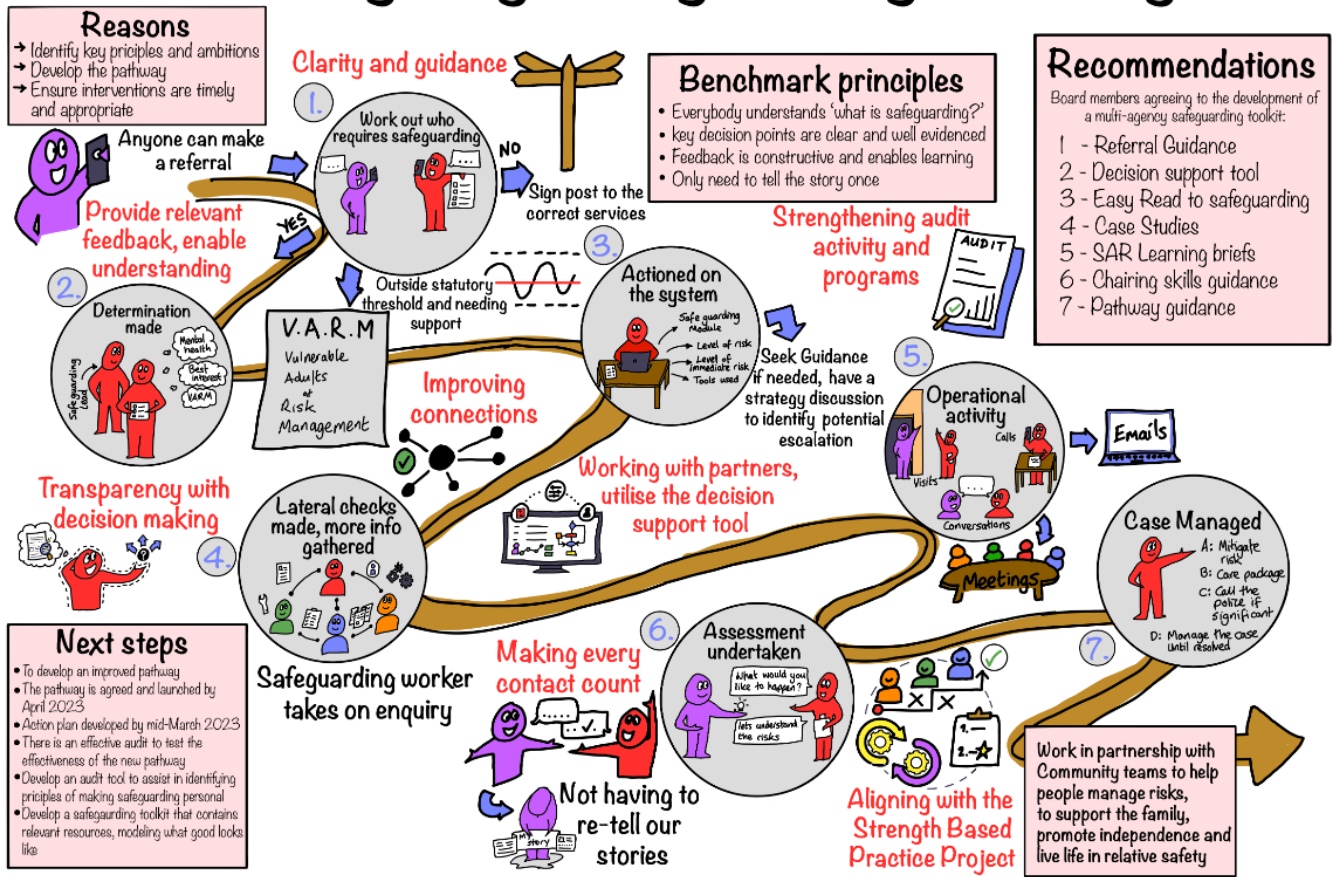 Reasons
→ Identify key priciples and ambitions
→ Develop the pathway
→ Ensure interventions are timely
and appropriate
Anyone can make
a referral
Clarity and guidance
1.
Work out who
requires safeguarding
NO
Sign post to the
correct services
YES
Benchmark principles
• Everybody understands 'what is safeguarding?'
• key decision points are clear and well evidenced
• Feedback is constructive and enables learning
• Only need to tell the story once
Recommendations
Board members agreeing to the development of
a multi-agency safeguarding toolkit:
1 - Referral Guidance
2 - Decision support tool
3 - Easy Read to safeguarding
4 - Case Studies
5 - SAR Learning briefs
6 - Chairing skills guidance
7 - Pathway guidance
Provide relevant
feedback, enable
understanding
2.
Determination
made
Safeguarding
Lead
Mental
health
Best
interest
VARM
Outside statutory
threshold and needing
support
V.A.R.M
Vulnerable
Adults
at
Risk
Management
3.
Actioned on
the system
Safe guarding
Module
Level of risk
Level of
immediate risk
Tools used
Strengthening audit
activity and
programs
AUDIT
Seek Guidance
if needed, have a
strategy discussion
to identify potential
escalation
Improving
connections
Working with partners,
utilise the decision
support tool
5.
Operational
activity
Calls
Visits
Conversations
Emails
Meetings
Transparency with
decision making
4.
Lateral checks
made, more info
gathered
Safeguarding worker
takes on enquiry
Case Managed
A: Mitigate
risk
B: Care package
C: Call the
police if
significant
D: Manage the case
until resolved
7.
Next steps
• To develop an improved pathway
• The pathway is agreed and launched by
April 2023
• Action plan developed by mid-March 2023
• There is an effective audit to test the
effectiveness of the new pathway
• Develop an audit tool to assist in identifying
priciples of making safeguarding personal
• Develop a safegaurding toolkit that contains
relevant resources, modeling what good looks
like
Making every
contact count
6.
Assessment
undertaken
What would you
like to happen?
lets understand
the risks
Not having to
re-tell our
stories
My
story
1.
2.
Aligning with the
Strength Based
Practice Project
Work in partnership with
Community teams to help
people manage risks,
to support the family,
promote independence and
live life in relative safety